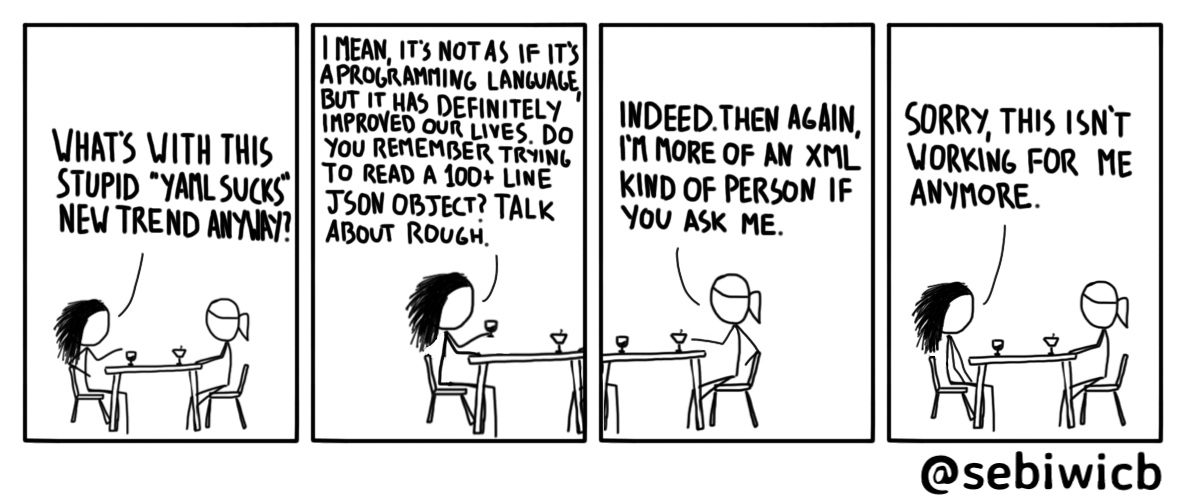 WHAT'S WITH THIS
STUPID "YAML SUCKS"
NEW TREND ANYWAY?
I MEAN, IT'S NOT AS IF IT'S
A PROGRAMMING LANGUAGE,
BUT IT HAS DEFINITELY
IMPROVED OUR LIVES. DO
YOU REMEMBER TRYING
TO READ A 100+ LINE
JSON OBJECT? TALK
ABOUT ROUGH.
INDEED. THEN AGAIN,
I'M MORE OF AN XML
KIND OF PERSON IF
YOU ASK ME.
SORRY, THIS ISN'T
WORKING FOR ME
ANYMORE.
@sebiwicb